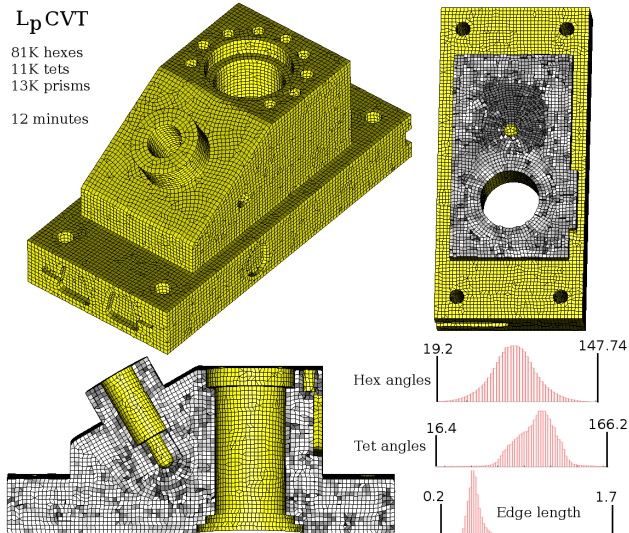 LpCVT
81K hexes
11K tets
13K prisms
12 minutes
19.2
147.74
Hex angles
16.4
166.2
Tet angles
0.2
1.7
Edge length